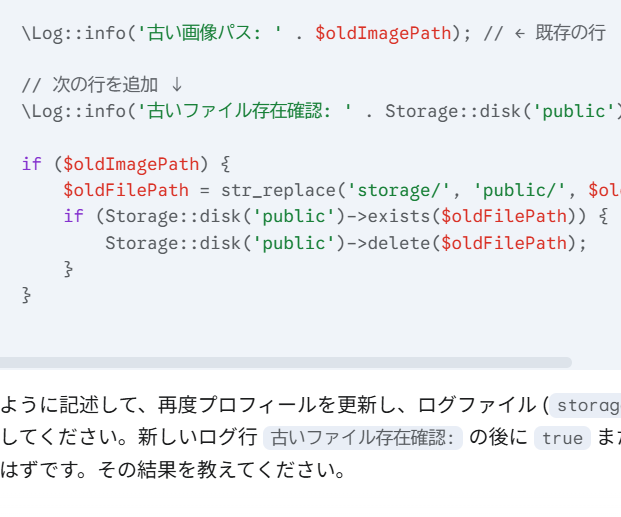 \Log::info('古い画像パス: ' . $oldImagePath); // ← 既存の行
// 次の行を追加 ↓
\Log::info('古いファイル存在確認: ' . Storage::disk('public')
if ($oldImagePath) {
$oldFilePath = str_replace('storage/', 'public/', $ol
if (Storage::disk('public')->exists($oldFilePath)) {
Storage::disk('public')->delete($oldFilePath);
}
}
ように記述して、再度プロフィールを更新し、ログファイル (storag
してください。新しいログ行 古いファイル存在確認: の後に true また
はずです。その結果を教えてください。